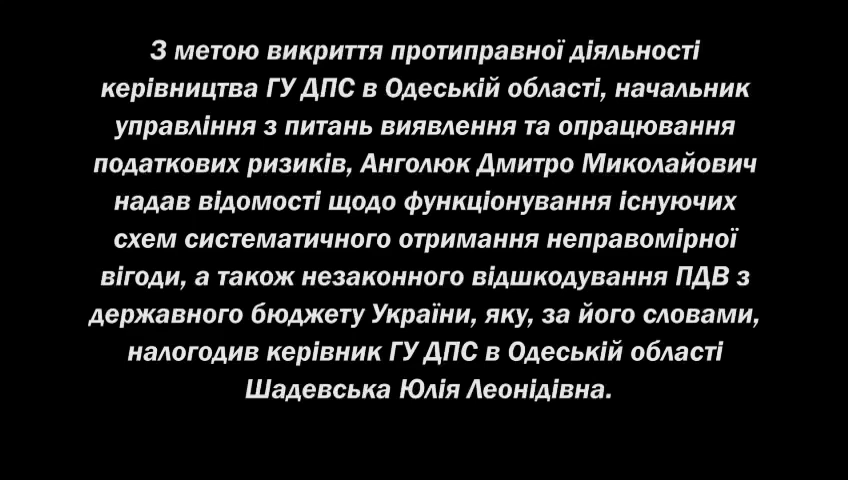 З метою викриття протиправної діяльності
керівництва ГУ ДПС в Одеській області, начальник
управління з питань виявлення та опрацювання
податкових ризиків, Анголюк Дмитро Миколайович
надав відомості щодо функціонування існуючих
схем систематичного отримання неправомірної
вігоди, а також незаконного відшкодування ПДВ з
державного бюджету України, яку, за його словами,
налогодив керівник ГУ ДПС в Одеській області
Шадевська Юлія Леонідівна.